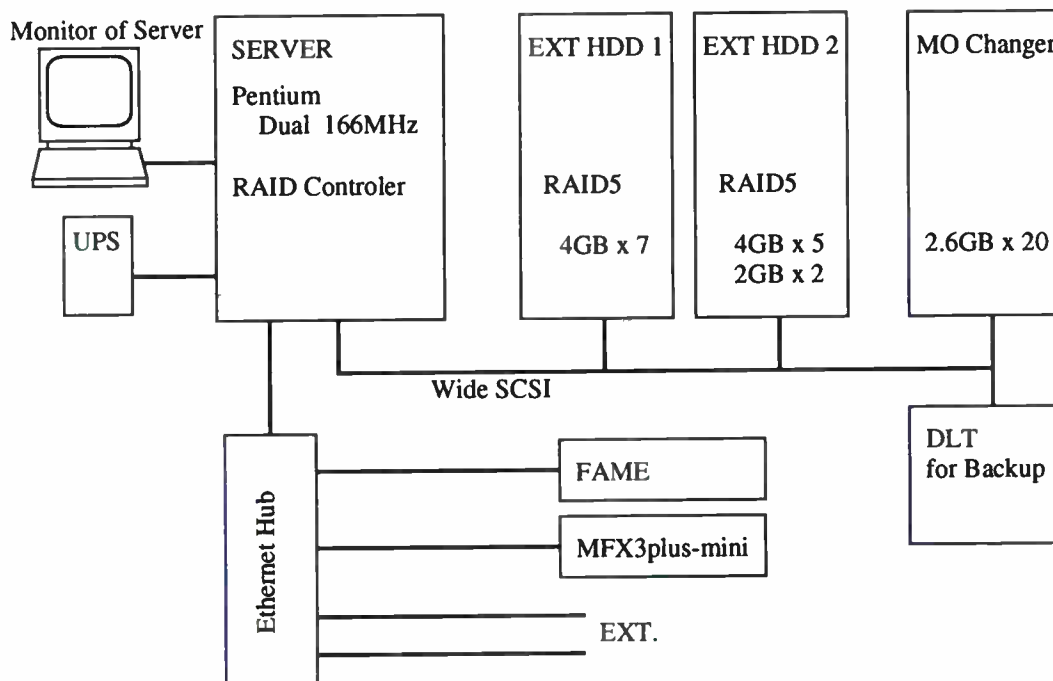 Monitor of Server
SERVER
Pentium
Dual 166MHz
RAID Controler
UPS
EXT HDD 1
RAID5
4GB x 7
EXT HDD 2
RAID5
4GB x 5
2GB x 2
MO Changer
2.6GB x 20
Wide SCSI
DLT
for Backup
Ethernet Hub
FAME
MFX3plus-mini
EXT.